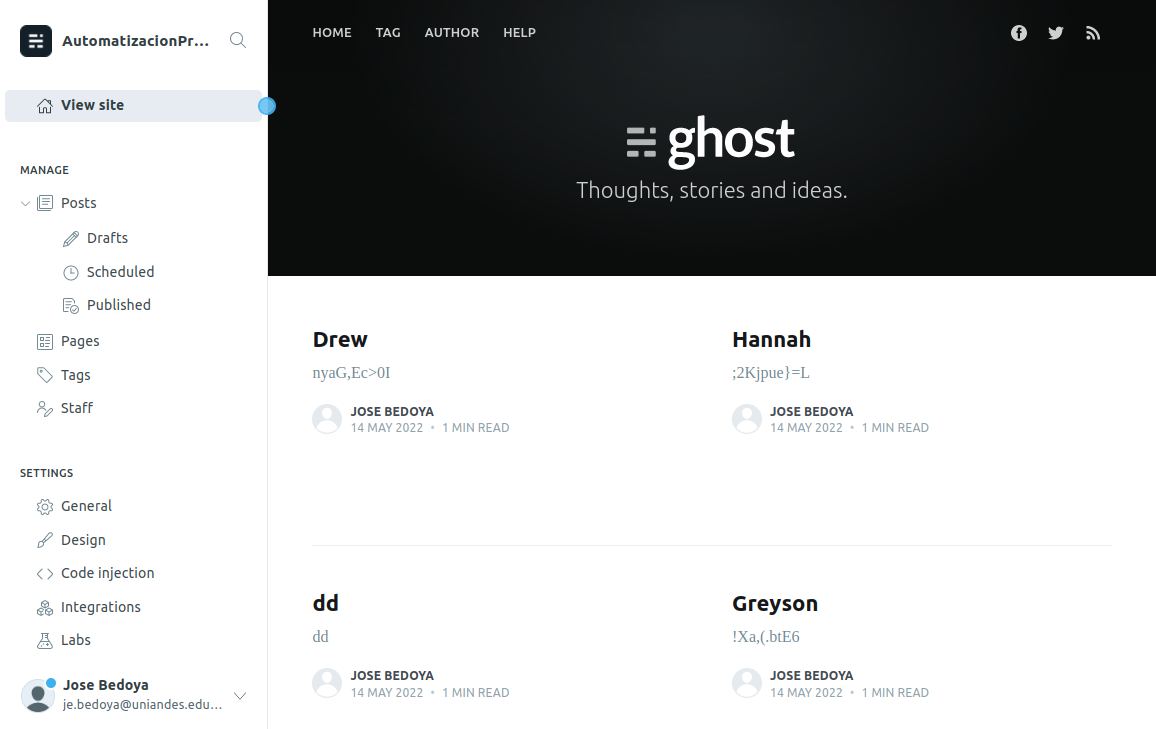 AutomatizacionPr...
View site
MANAGE
Posts
Drafts
Scheduled
Published
Pages
Tags
Staff
SETTINGS
General
Design
Code injection
Integrations
Labs
Jose Bedoya
je.bedoya@uniandes.edu...
HOME TAG AUTHOR HELP
ghost
Thoughts, stories and ideas.
Drew
nyaG,Ec>0I
JOSE BEDOYA
14 MAY 2022 • 1 MIN READ
Hannah
;2Kjpue}=L
JOSE BEDOYA
14 MAY 2022 • 1 MIN READ
dd
dd
JOSE BEDOYA
14 MAY 2022 • 1 MIN READ
Greyson
!Xa,(.btE6
JOSE BEDOYA
14 MAY 2022 • 1 MIN READ